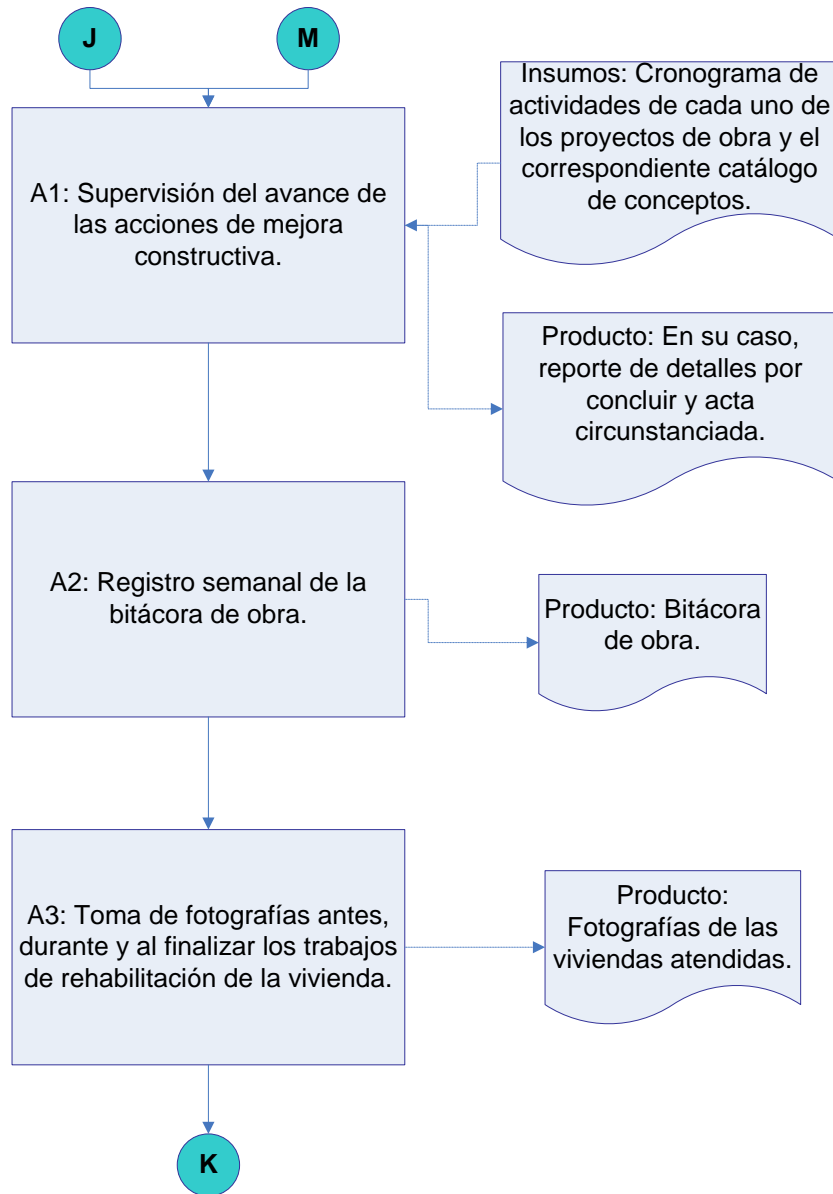 J
M
Insumos: Cronograma de
actividades de cada uno de
los proyectos de obra y el
correspondiente catálogo
de conceptos.
A1: Supervisión del avance de
las acciones de mejora
constructiva.
Producto: En su caso,
reporte de detalles por
concluir y acta
circunstanciada.
A2: Registro semanal de la
bitácora de obra.
Producto: Bitácora
de obra.
A3: Toma de fotografías antes,
durante y al finalizar los trabajos
de rehabilitación de la vivienda.
Producto:
Fotografías de las
viviendas atendidas.
K